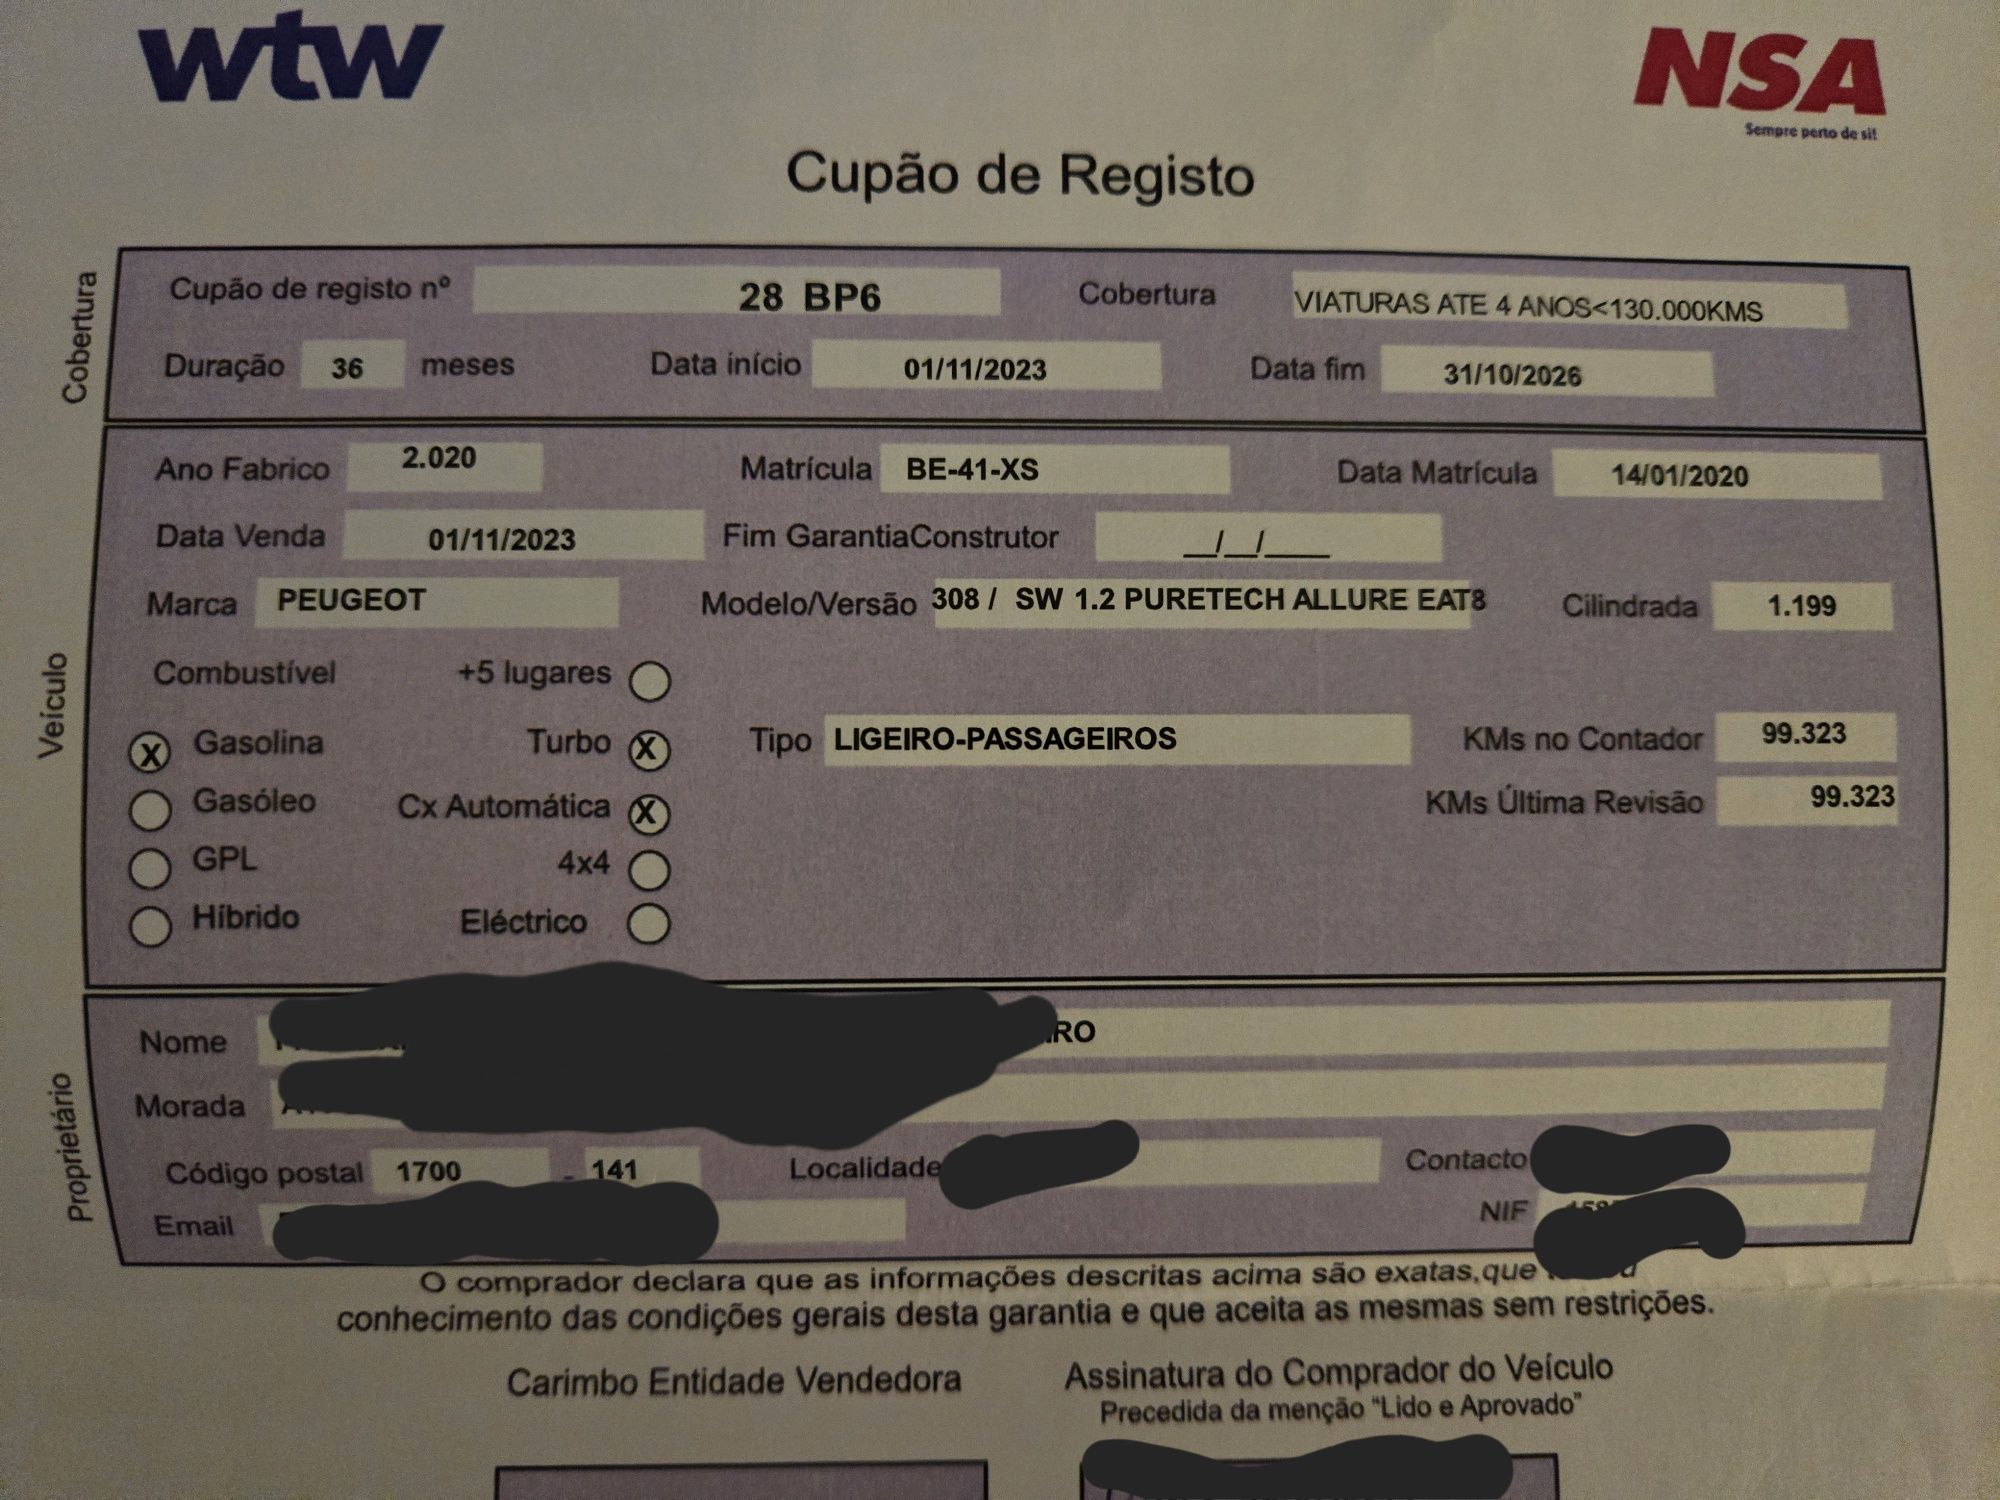 wtw
NSA
Sempre perto de si!
Cupão de Registo
Cobertura
Cupão de registo nº 28 BP6 Cobertura VIATURAS ATE 4 ANOS<130.000KMS
Duração 36 meses Data início 01/11/2023 Data fim 31/10/2026
Veículo
Ano Fabrico 2.020 Matrícula BE-41-XS Data Matrícula 14/01/2020
Data Venda 01/11/2023 Fim GarantiaConstrutor __/__/____
Marca PEUGEOT Modelo/Versão 308 / SW 1.2 PURETECH ALLURE EAT8 Cilindrada 1.199
Combustível +5 lugares
X Gasolina Turbo X Tipo LIGEIRO-PASSAGEIROS KMs no Contador 99.323
Gasóleo Cx Automática X KMs Última Revisão 99.323
GPL 4x4
Híbrido Eléctrico
Proprietário
Nome RO
Morada
Código postal 1700 - 141 Localidade Contacto
Email NIF
O comprador declara que as informações descritas acima são exatas,que
conhecimento das condições gerais desta garantia e que aceita as mesmas sem restrições.
Carimbo Entidade Vendedora
Assinatura do Comprador do Veículo
Precedida da menção "Lido e Aprovado"